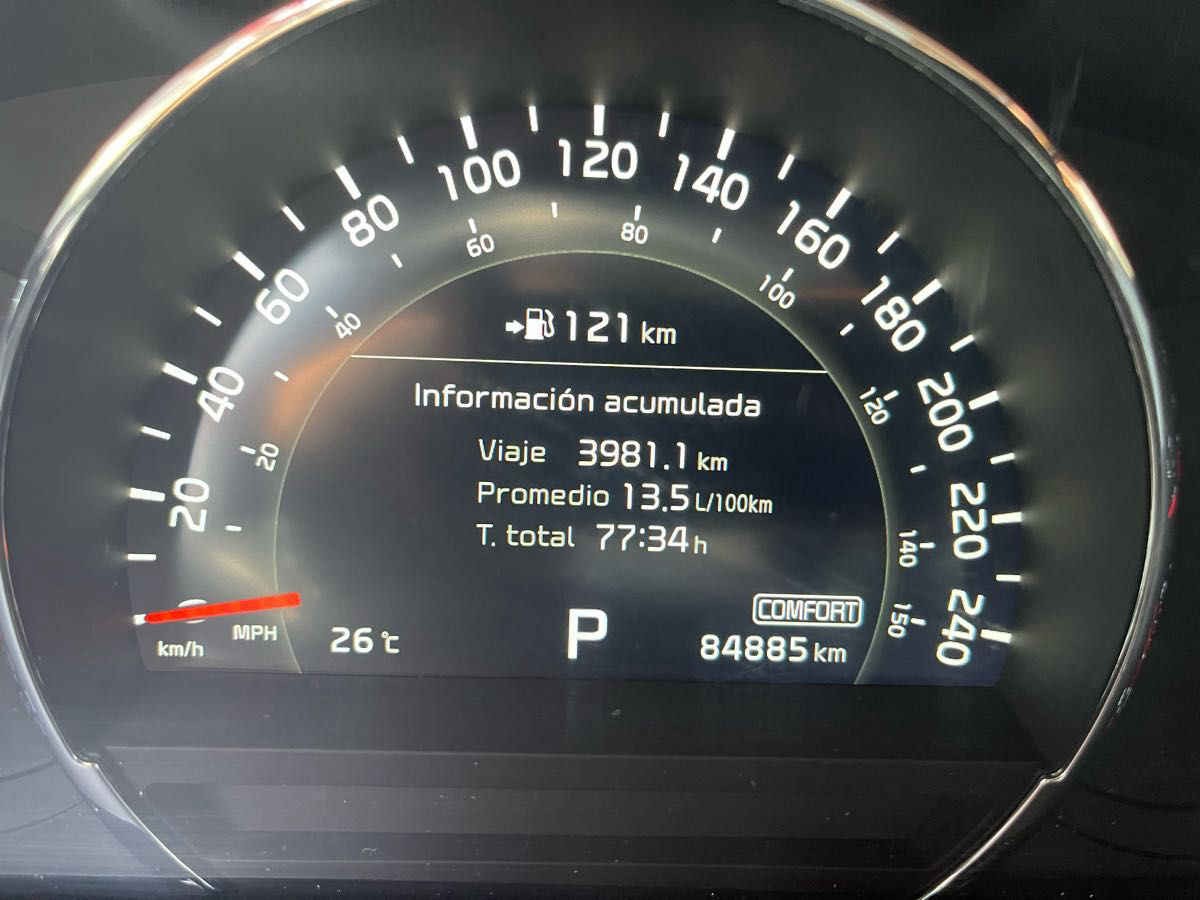 20
40
60
80
100
120
140
160
180
200
220
240
20
40
60
80
100
120
140
150
121 km
Información acumulada
Viaje 3981.1 km
Promedio 13.5 L/100km
T. total 77:34 h
COMFORT
km/h MPH 26 °C P 84885 km